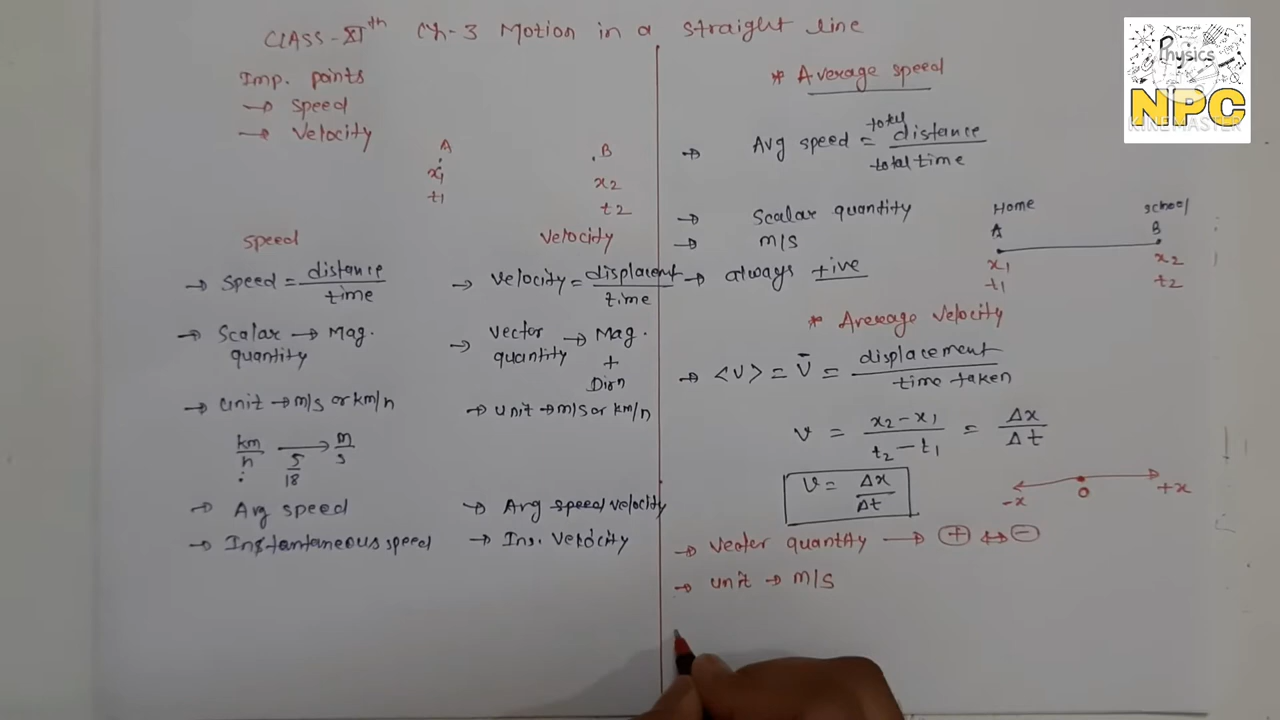 CLASS-XIth Ch-3 Motion in a straight line
Imp. points
→ Speed
→ Velocity
A
x1
t1
.B
x2
t2
Speed
→ Speed = distance
time
→ Scalar → Mag.
quantity
→ Unit → m/s or km/h
km → m
h 5 s
18
→ Avg speed
→ Instantaneous speed
Velocity
→ Velocity = displacent
time
→ Vector → Mag.
quantity +
Dirn
→ Unit → m/s or km/h
→ Avg speed velocity
→ Ins. Velocity
* Average speed
→ Avg speed = total distance
total time
→ Scalar quantity
→ m/s
→ always +ive
Home School
A B
x1 x2
t1 t2
* Average Velocity
→ <V> = V̄ = displacement
time taken
v = x2 - x1 = Δx
t2 - t1 Δt
v = Δx
Δt
-x 0 +x
→ Vector quantity → + ↔ -
→ Unit → m/s
Physics
NPC
KINEMASTER